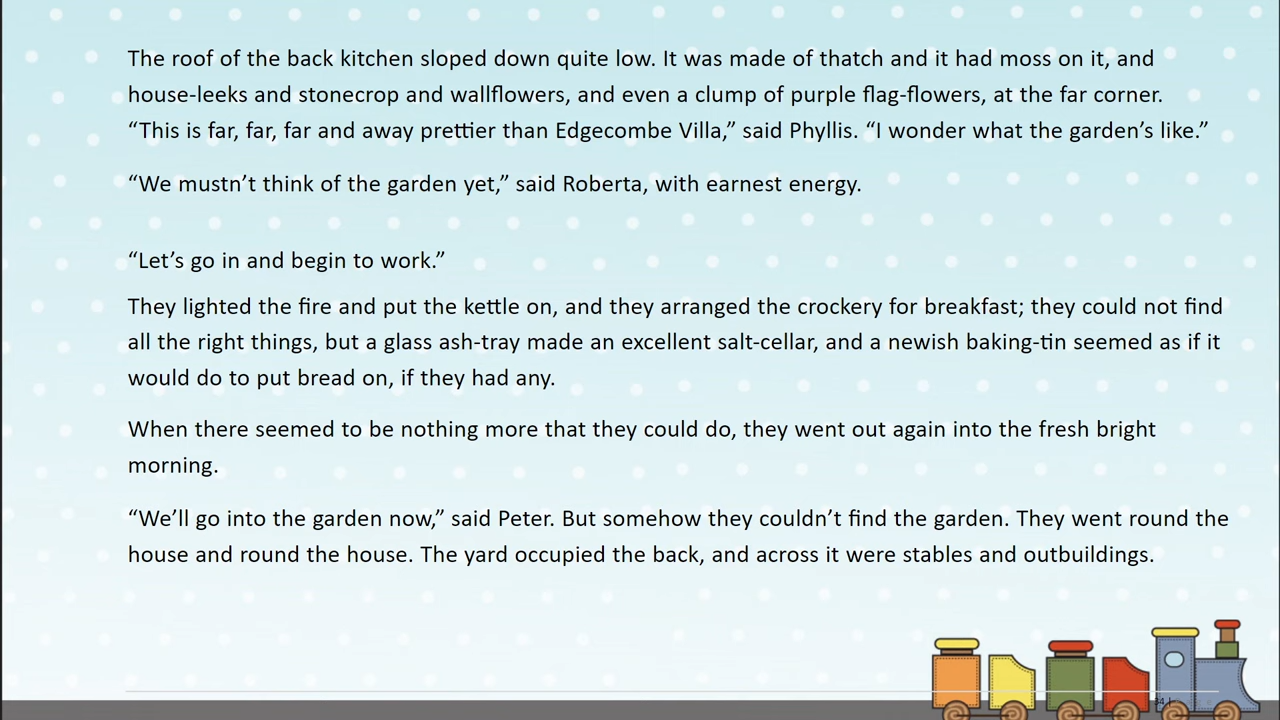 The roof of the back kitchen sloped down quite low. It was made of thatch and it had moss on it, and
house-leeks and stonecrop and wallflowers, and even a clump of purple flag-flowers, at the far corner.
“This is far, far, far and away prettier than Edgecombe Villa,” said Phyllis. “I wonder what the garden’s like.”
“We mustn’t think of the garden yet,” said Roberta, with earnest energy.
“Let’s go in and begin to work.”
They lighted the fire and put the kettle on, and they arranged the crockery for breakfast; they could not find
all the right things, but a glass ash-tray made an excellent salt-cellar, and a newish baking-tin seemed as if it
would do to put bread on, if they had any.
When there seemed to be nothing more that they could do, they went out again into the fresh bright
morning.
“We’ll go into the garden now,” said Peter. But somehow they couldn’t find the garden. They went round the
house and round the house. The yard occupied the back, and across it were stables and outbuildings.